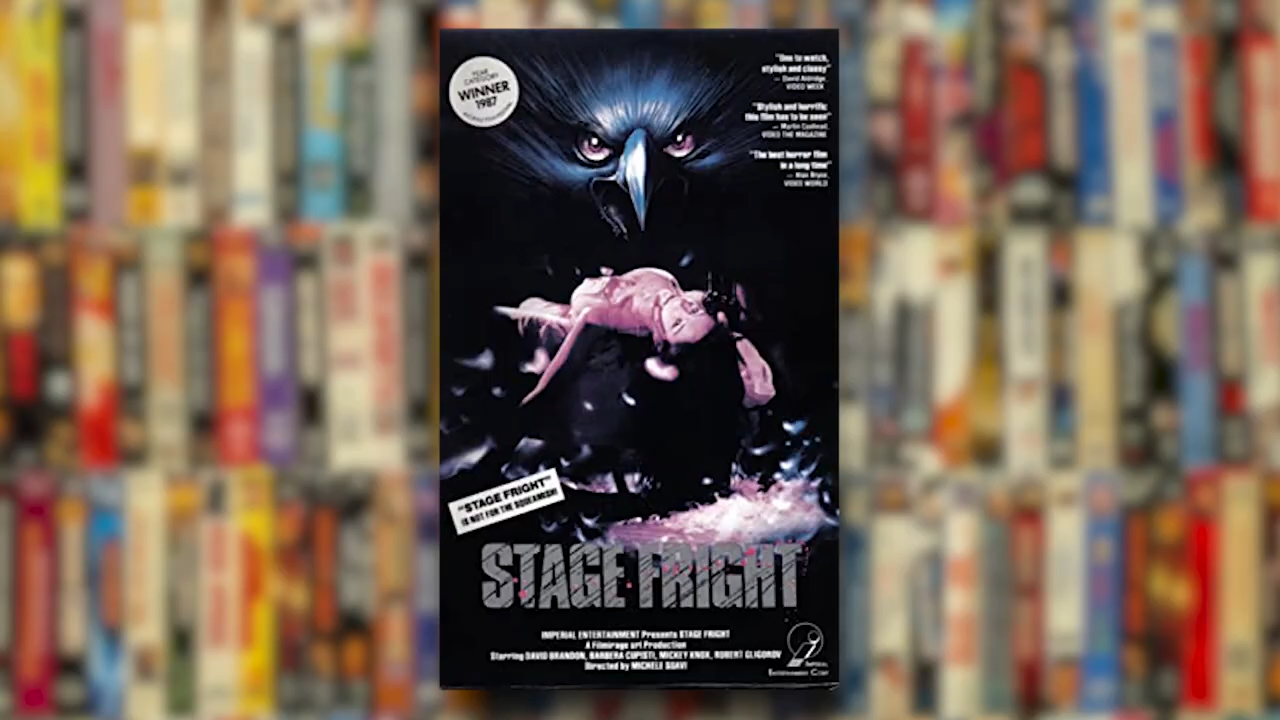 FEAR
CATEGORY
WINNER
1987
"One to watch,
stylish and classy"
— David Aldridge,
VIDEO WEEK
"Stylish and horrific
this film has to be seen"
— Martin Coxhead,
VIDEO THE MAGAZINE
"The best horror film
in a long time"
— Alan Bryce,
VIDEO WORLD
"STAGE FRIGHT"
IS NOT FOR THE SQUEAMISH!
STAGE FRIGHT
IMPERIAL ENTERTAINMENT Presents STAGE FRIGHT
A Filmirage srl Production
Starring DAVID BRANDON, BARBERA CUPISTI, MICKEY KNOX, ROBERT GLIGOROV
Directed by MICHELE SOAVI
IMPERIAL
ENTERTAINMENT CORP